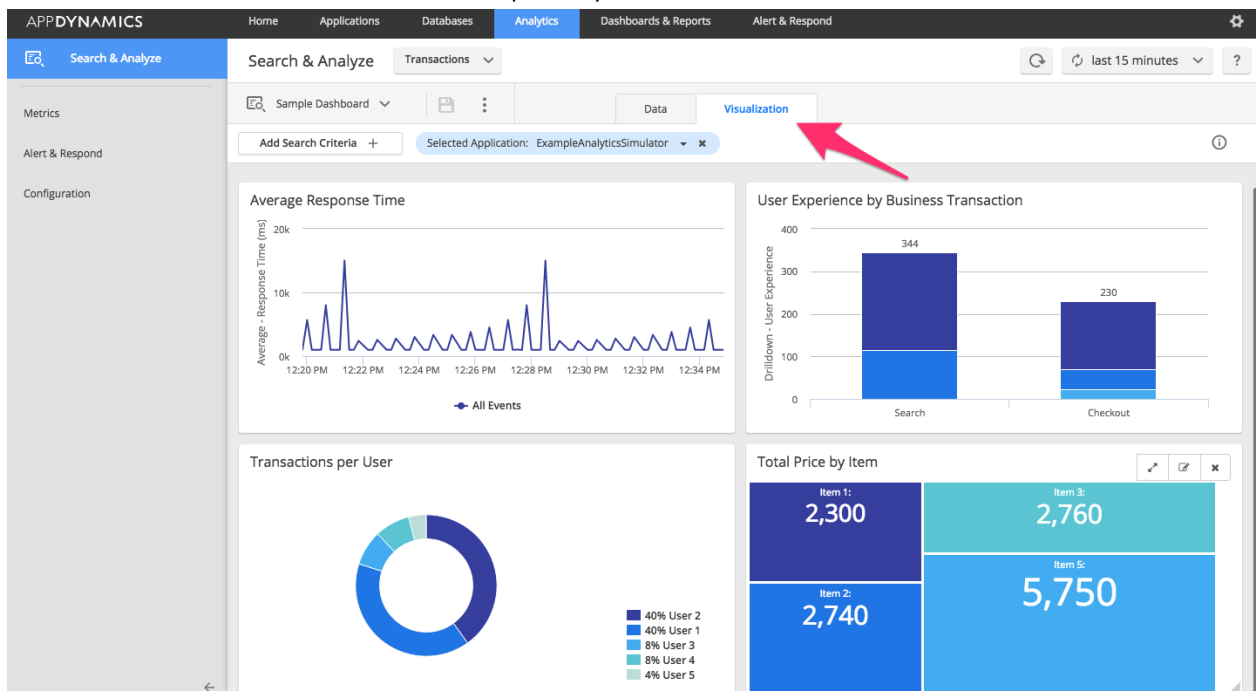 APPDYNAMICS
Home Applications Databases Analytics Dashboards & Reports Alert & Respond
Search & Analyze
Metrics
Alert & Respond
Configuration
Search & Analyze Transactions last 15 minutes ?
Sample Dashboard Data Visualization
Add Search Criteria + Selected Application: ExampleAnalyticsSimulator
Average Response Time
Average - Response Time (ms)
20k
10k
0k
12:20 PM 12:22 PM 12:24 PM 12:26 PM 12:28 PM 12:30 PM 12:32 PM 12:34 PM
All Events
User Experience by Business Transaction
Drilldown - User Experience
400
300
200
100
0
344
230
Search Checkout
Transactions per User
40% User 2
40% User 1
8% User 3
8% User 4
4% User 5
Total Price by Item
Item 1:
2,300
Item 3:
2,760
Item 2:
2,740
Item 5:
5,750